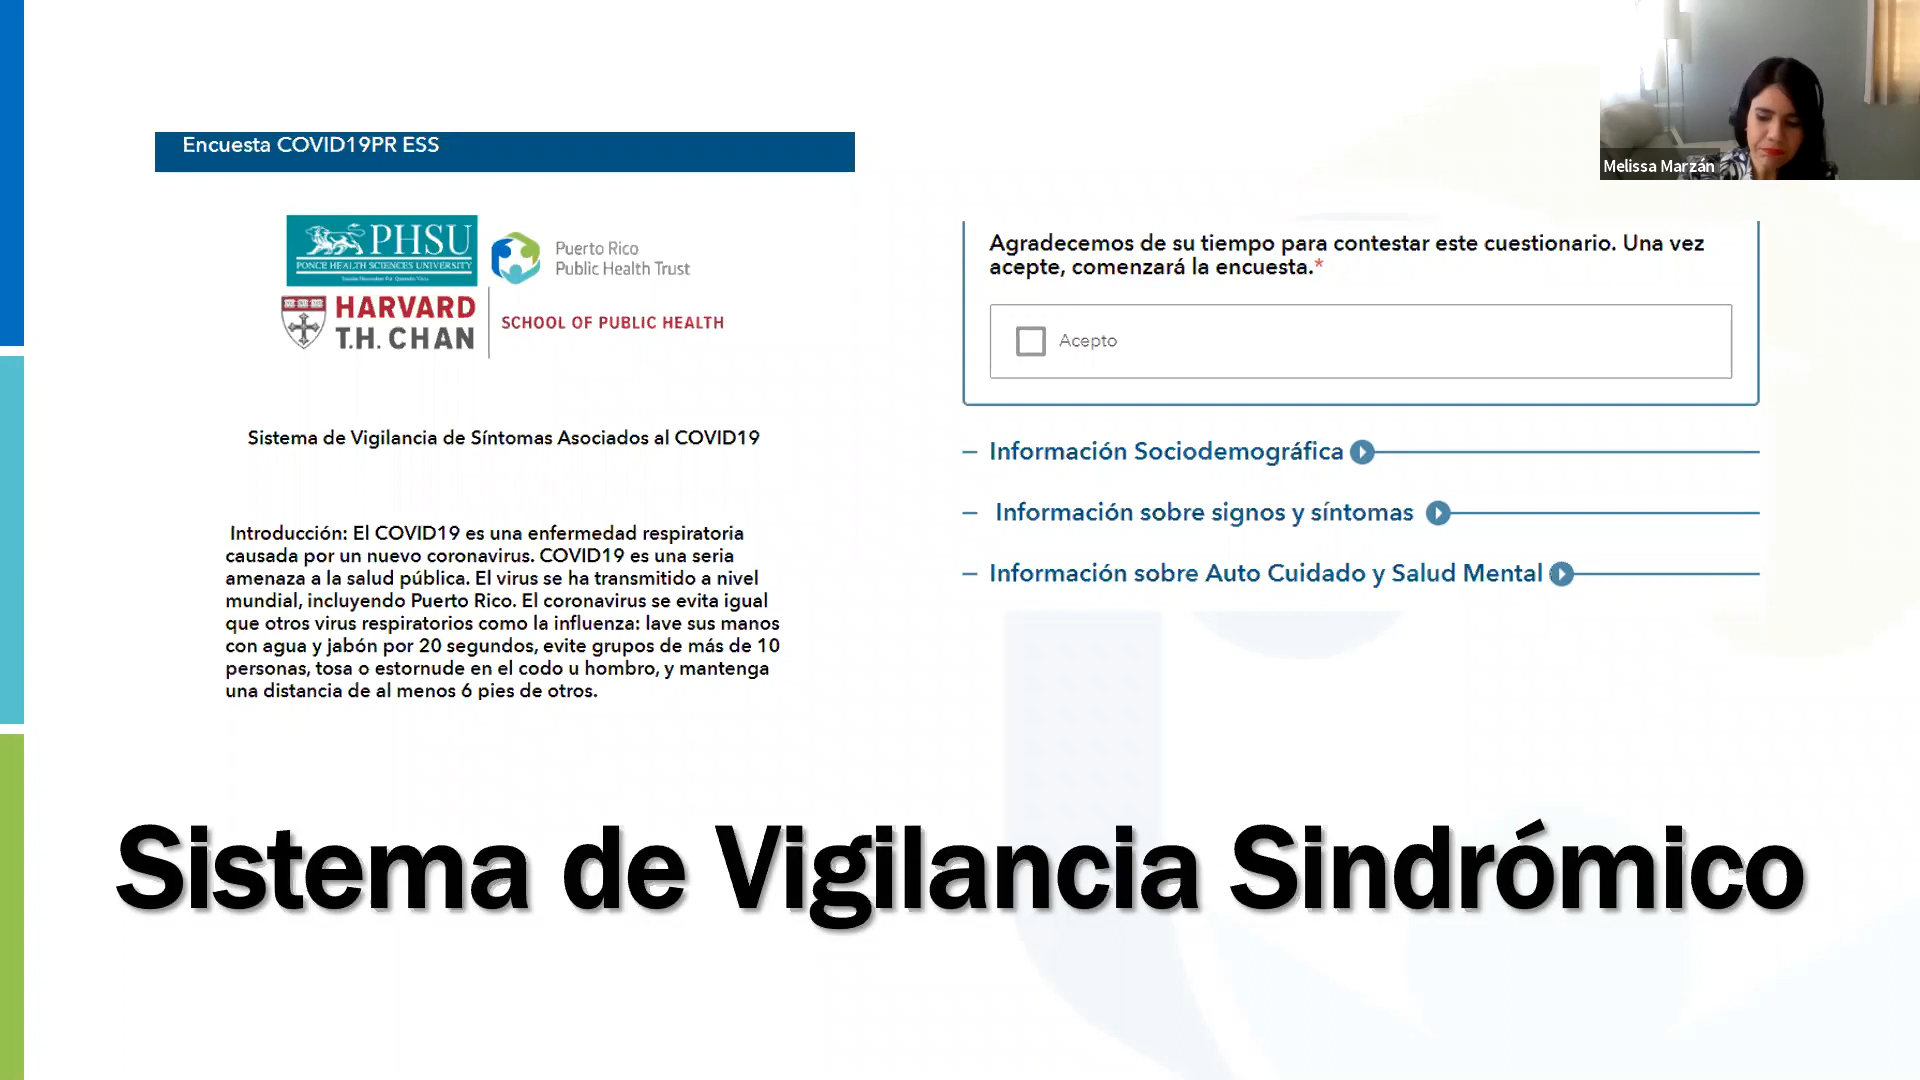 Melissa Marzán
Encuesta COVID19PR ESS
PHSU
PONCE HEALTH SCIENCES UNIVERSITY
Puerto Rico
Public Health Trust
HARVARD
T.H. CHAN
SCHOOL OF PUBLIC HEALTH
Sistema de Vigilancia de Síntomas Asociados al COVID19
Introducción: El COVID19 es una enfermedad respiratoria
causada por un nuevo coronavirus. COVID19 es una seria
amenaza a la salud pública. El virus se ha transmitido a nivel
mundial, incluyendo Puerto Rico. El coronavirus se evita igual
que otros virus respiratorios como la influenza: lave sus manos
con agua y jabón por 20 segundos, evite grupos de más de 10
personas, tosa o estornude en el codo u hombro, y mantenga
una distancia de al menos 6 pies de otros.
Agradecemos de su tiempo para contestar este cuestionario. Una vez
acepte, comenzará la encuesta.*
Acepto
Información Sociodemográfica
Información sobre signos y síntomas
Información sobre Auto Cuidado y Salud Mental
Sistema de Vigilancia Sindrómico